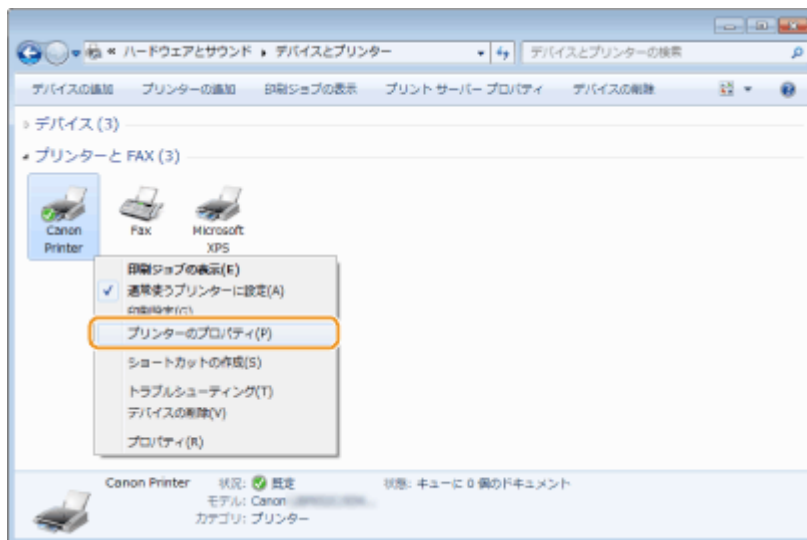 « ハードウェアとサウンド ▸ デバイスとプリンター
デバイスとプリンターの検索
デバイスの追加 プリンターの追加 印刷ジョブの表示 プリント サーバー プロパティ デバイスの削除
デバイス (3)
プリンターと FAX (3)
Canon Printer
Fax
Microsoft XPS
印刷ジョブの表示(E)
通常使うプリンターに設定(A)
印刷設定(G)
プリンターのプロパティ(P)
ショートカットの作成(S)
トラブルシューティング(T)
デバイスの削除(V)
プロパティ(R)
Canon Printer 状況: 既定 状態: キューに 0 個のドキュメント
モデル: Canon
カテゴリ: プリンター